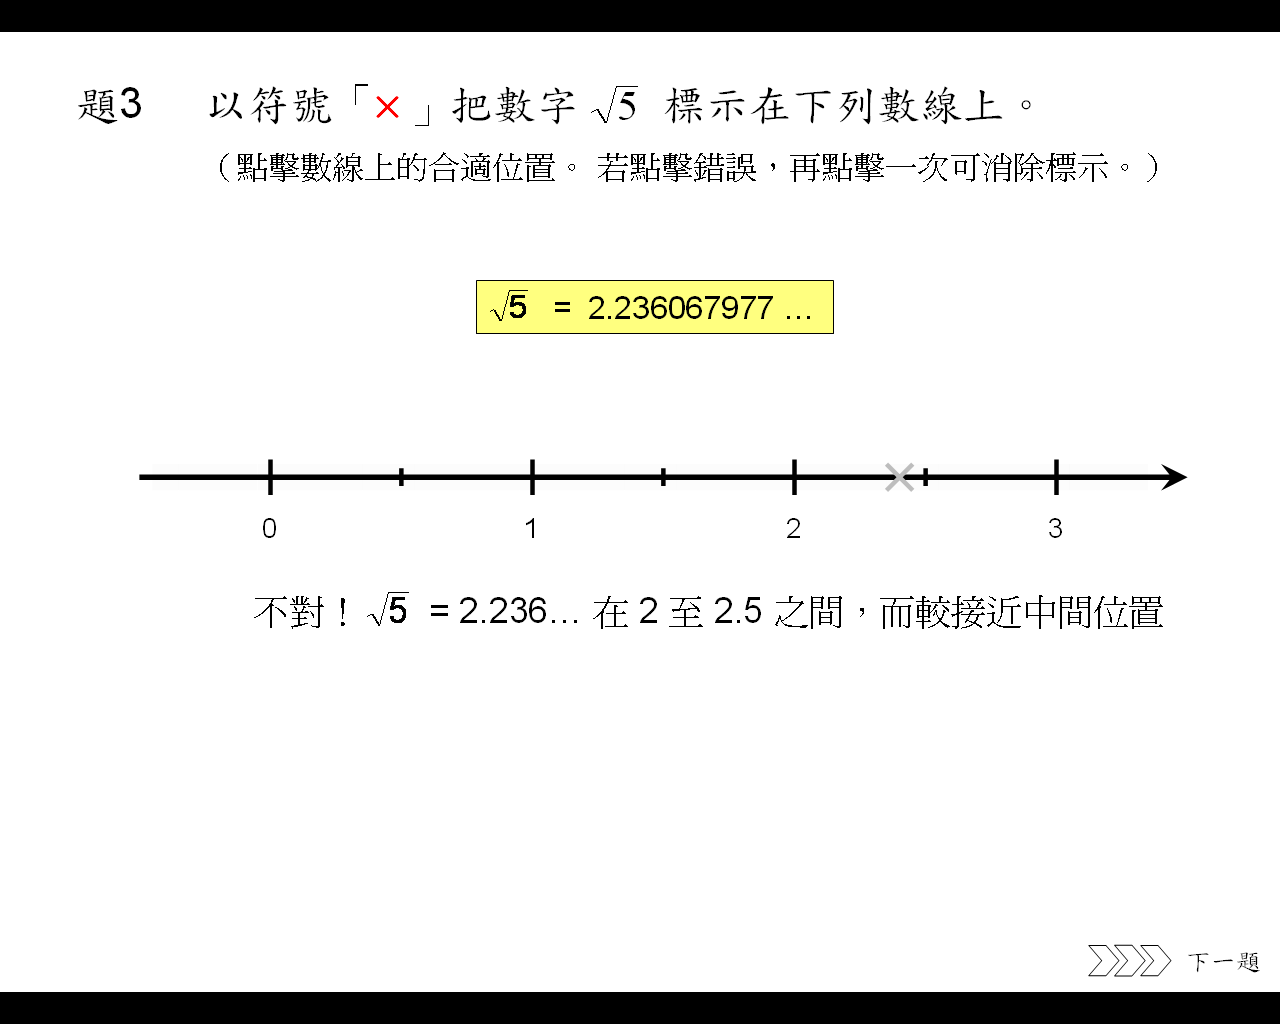 題3 以符號「×」把數字 √5 標示在下列數線上。
（點擊數線上的合適位置。若點擊錯誤，再點擊一次可消除標示。）
√5 = 2.236067977 …
0 1 2 3
不對！√5 = 2.236… 在 2 至 2.5 之間，而較接近中間位置
下一題